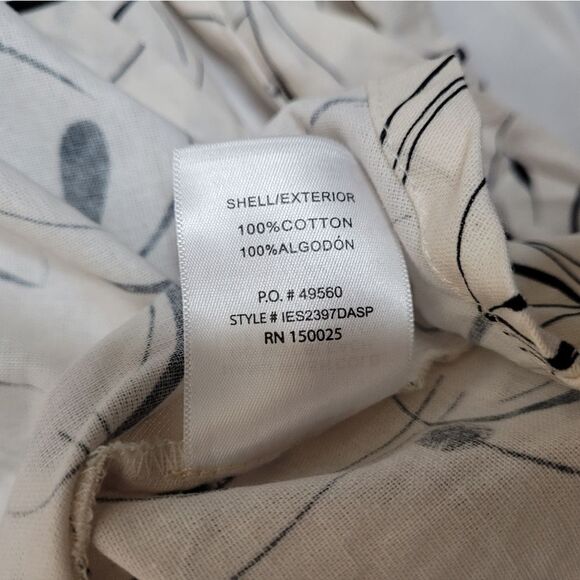 SHELL/EXTERIOR
100%COTTON
100%ALGODÓN
P.O. # 49560
STYLE # IES2397DASP
RN 150025